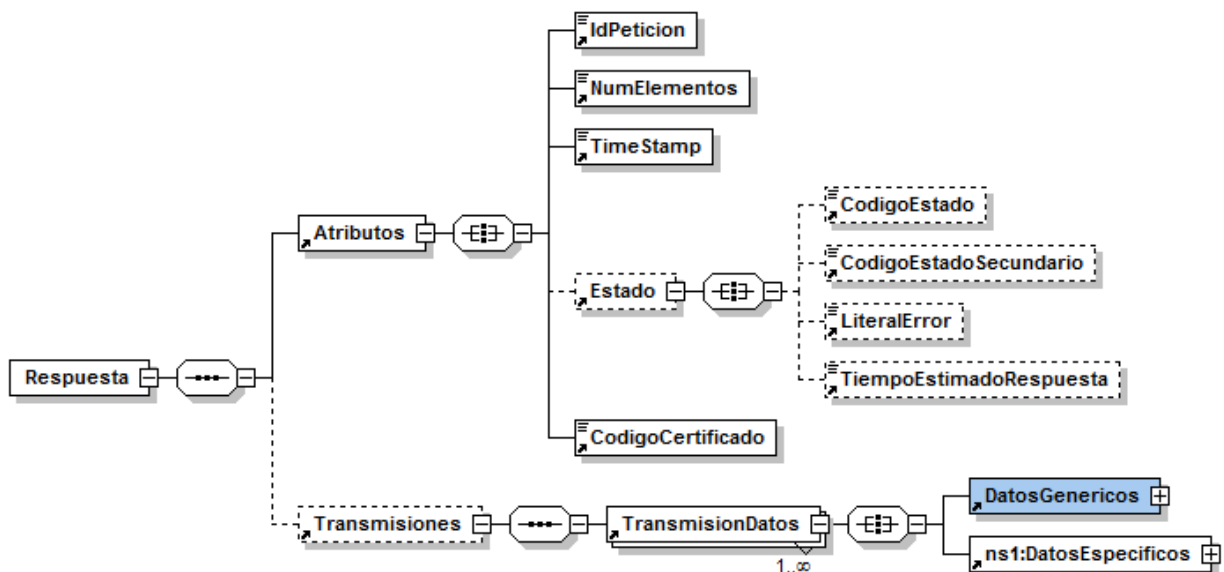 IdPeticion
NumElementos
TimeStamp
CodigoEstado
Atributos
CodigoEstadoSecundario
Estado
LiteralError
TiempoEstimadoRespuesta
Respuesta
CodigoCertificado
DatosGenericos
Transmisiones
TransmisionDatos
ns1:DatosEspecificos
1..∞